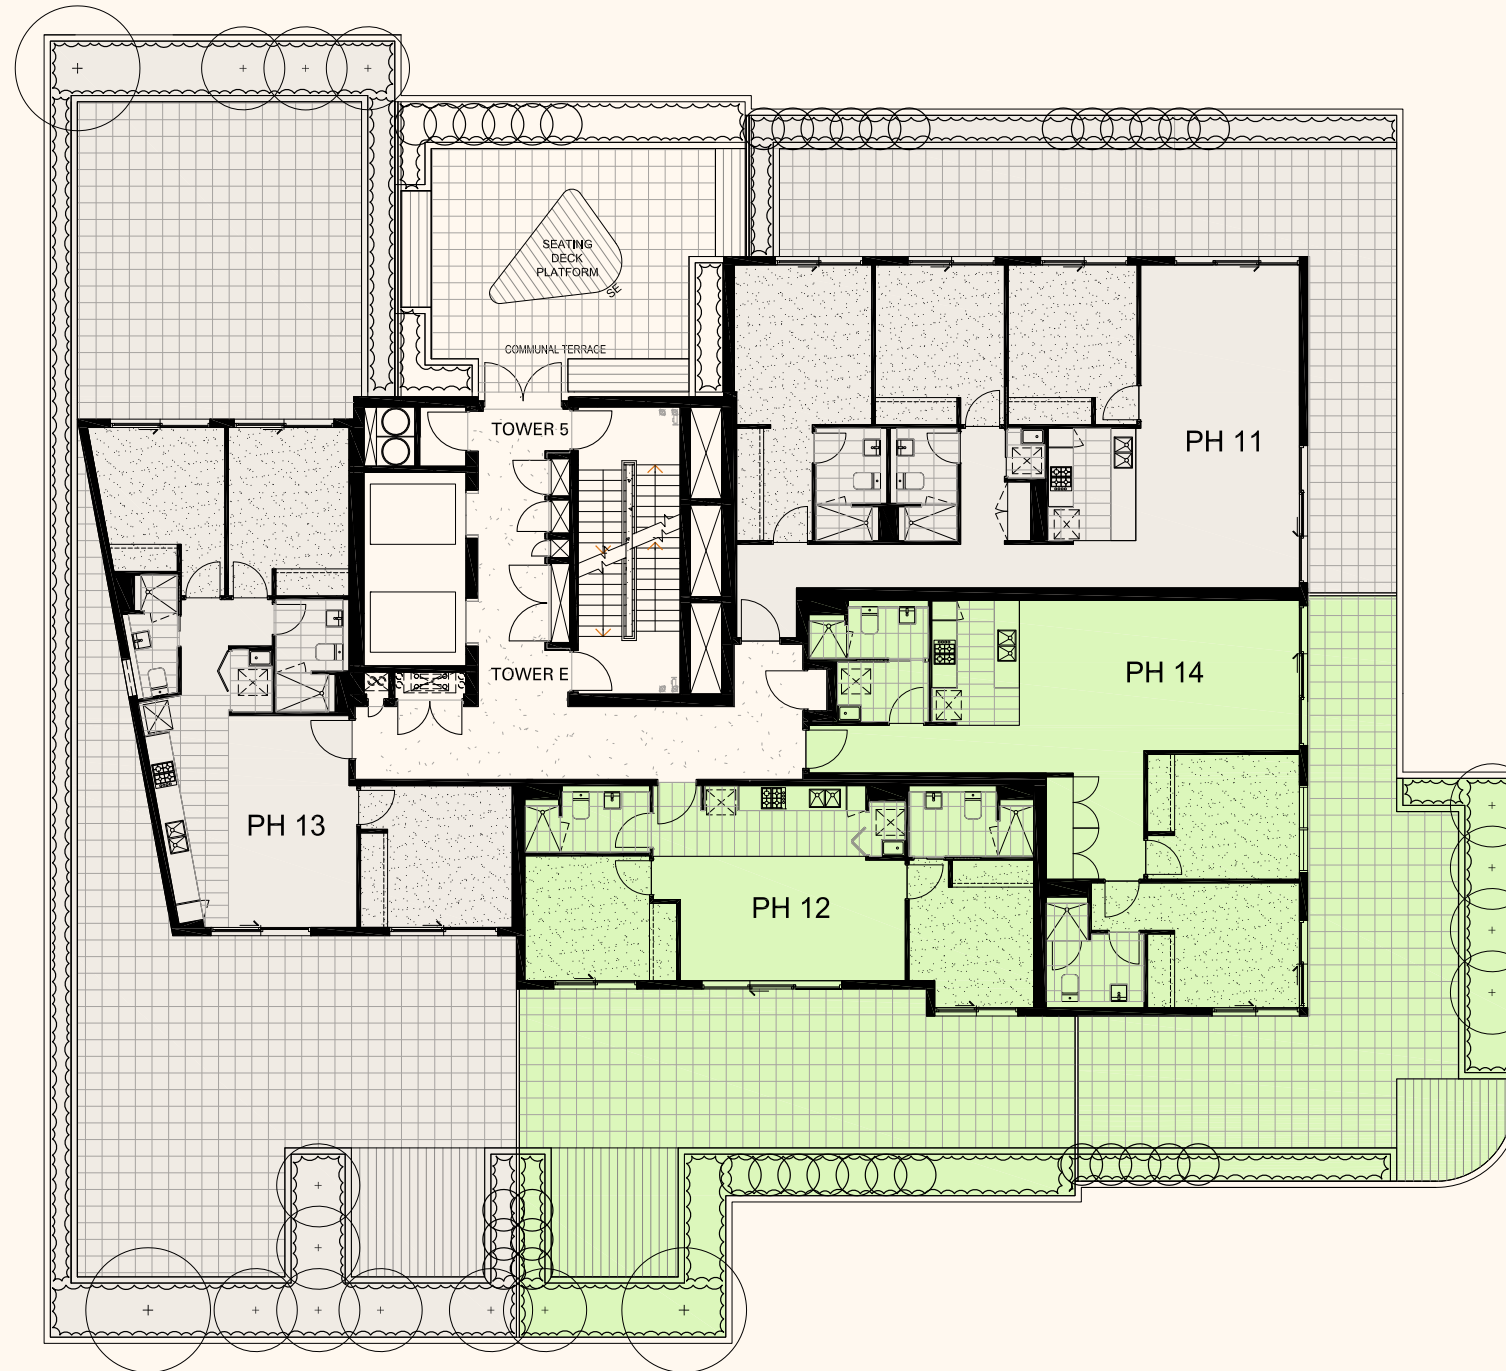 SEATING
DECK
PLATFORM
SE
COMMUNAL TERRACE
TOWER 5
PH 11
TOWER E
PH 14
PH 13
PH 12